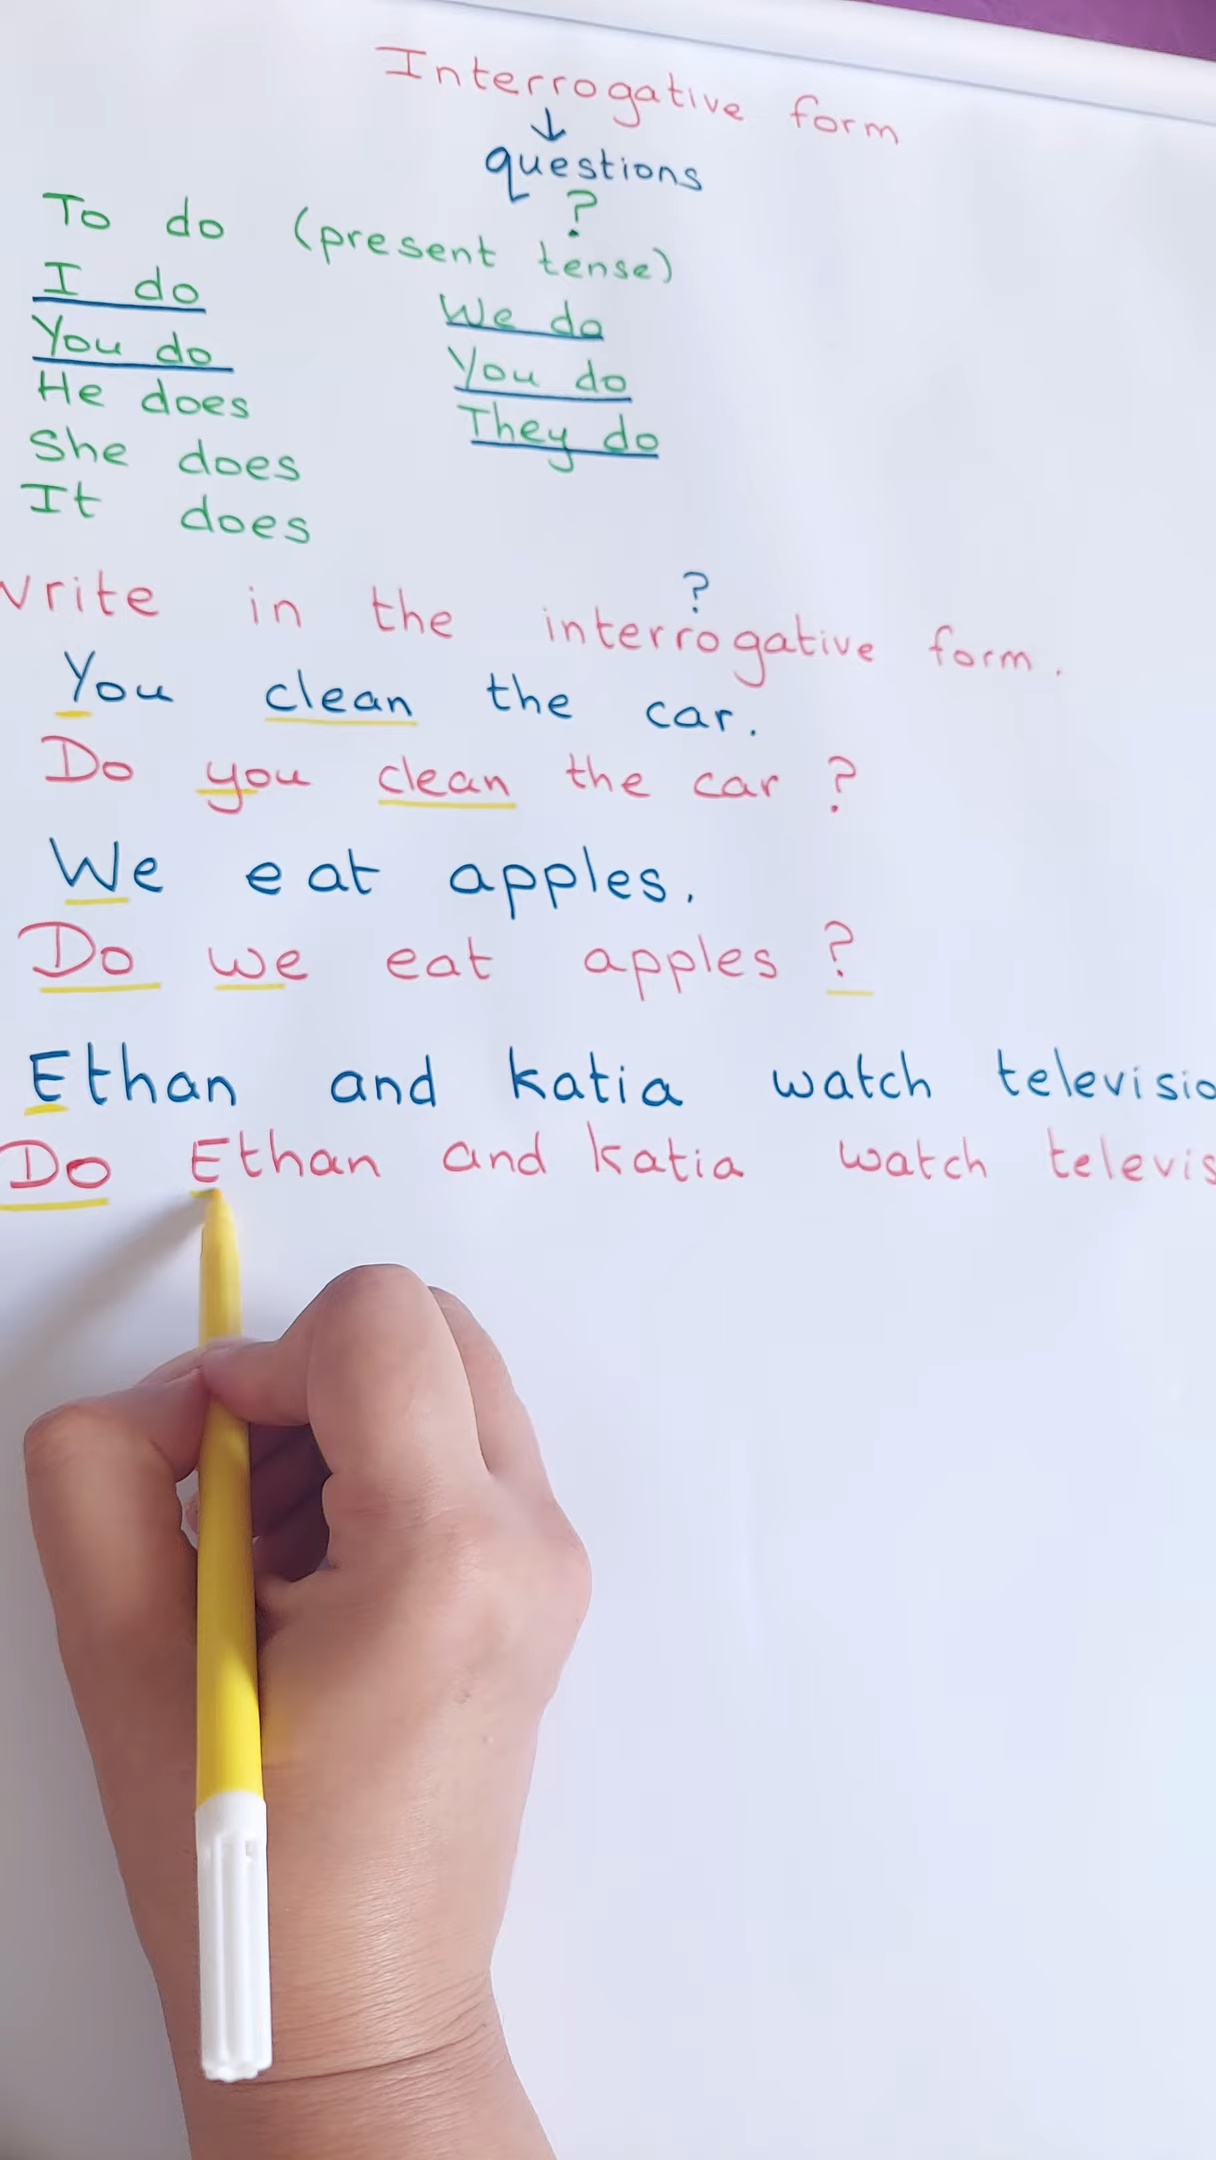 Interrogative form
↓
questions
?
To do (present tense)
I do
You do
He does
She does
It does
We do
You do
They do
?
write in the interrogative form.
You clean the car.
Do you clean the car ?
We eat apples.
Do we eat apples ?
Ethan and katia watch televisio
Do Ethan and katia watch televis